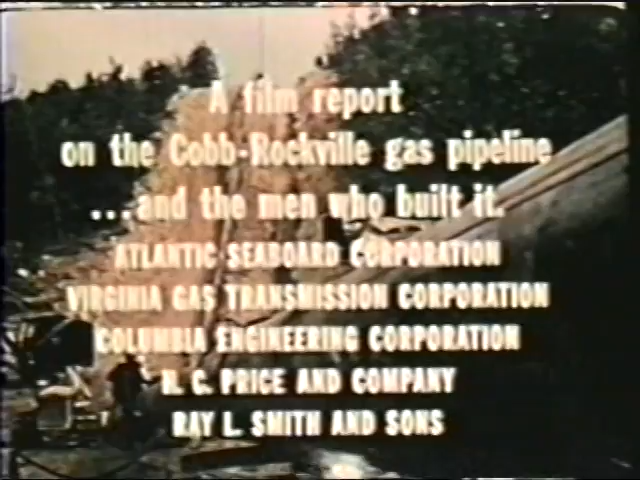 A film report
on the Cobb-Rockville gas pipeline
...and the men who built it.
ATLANTIC SEABOARD CORPORATION
VIRGINIA GAS TRANSMISSION CORPORATION
COLUMBIA ENGINEERING CORPORATION
H. C. PRICE AND COMPANY
RAY L. SMITH AND SONS